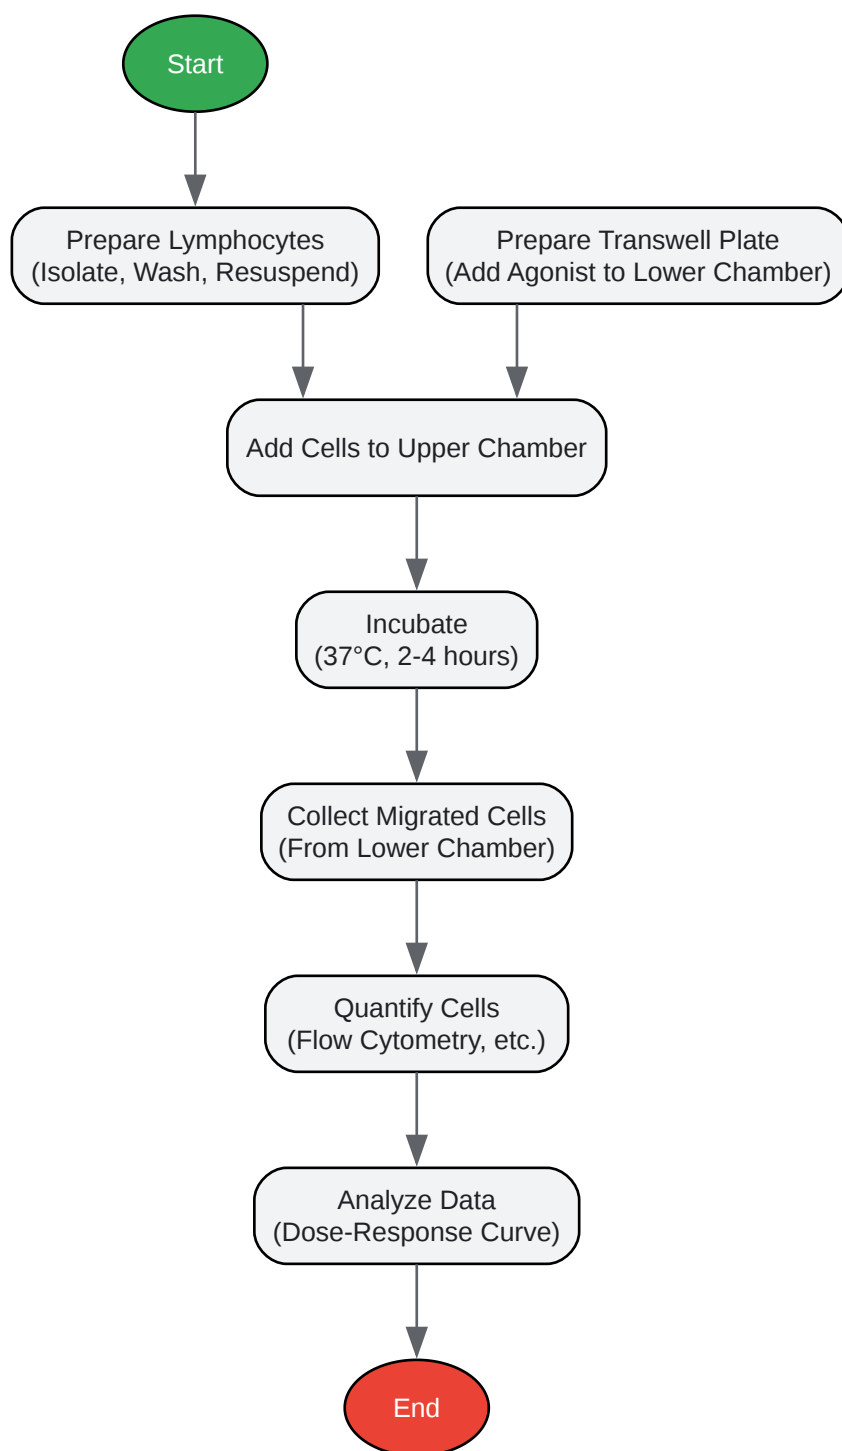 Start
Prepare Lymphocytes
(Isolate, Wash, Resuspend)
Prepare Transwell Plate
(Add Agonist to Lower Chamber)
Add Cells to Upper Chamber
Incubate
(37°C, 2-4 hours)
Collect Migrated Cells
(From Lower Chamber)
Quantify Cells
(Flow Cytometry, etc.)
Analyze Data
(Dose-Response Curve)
End